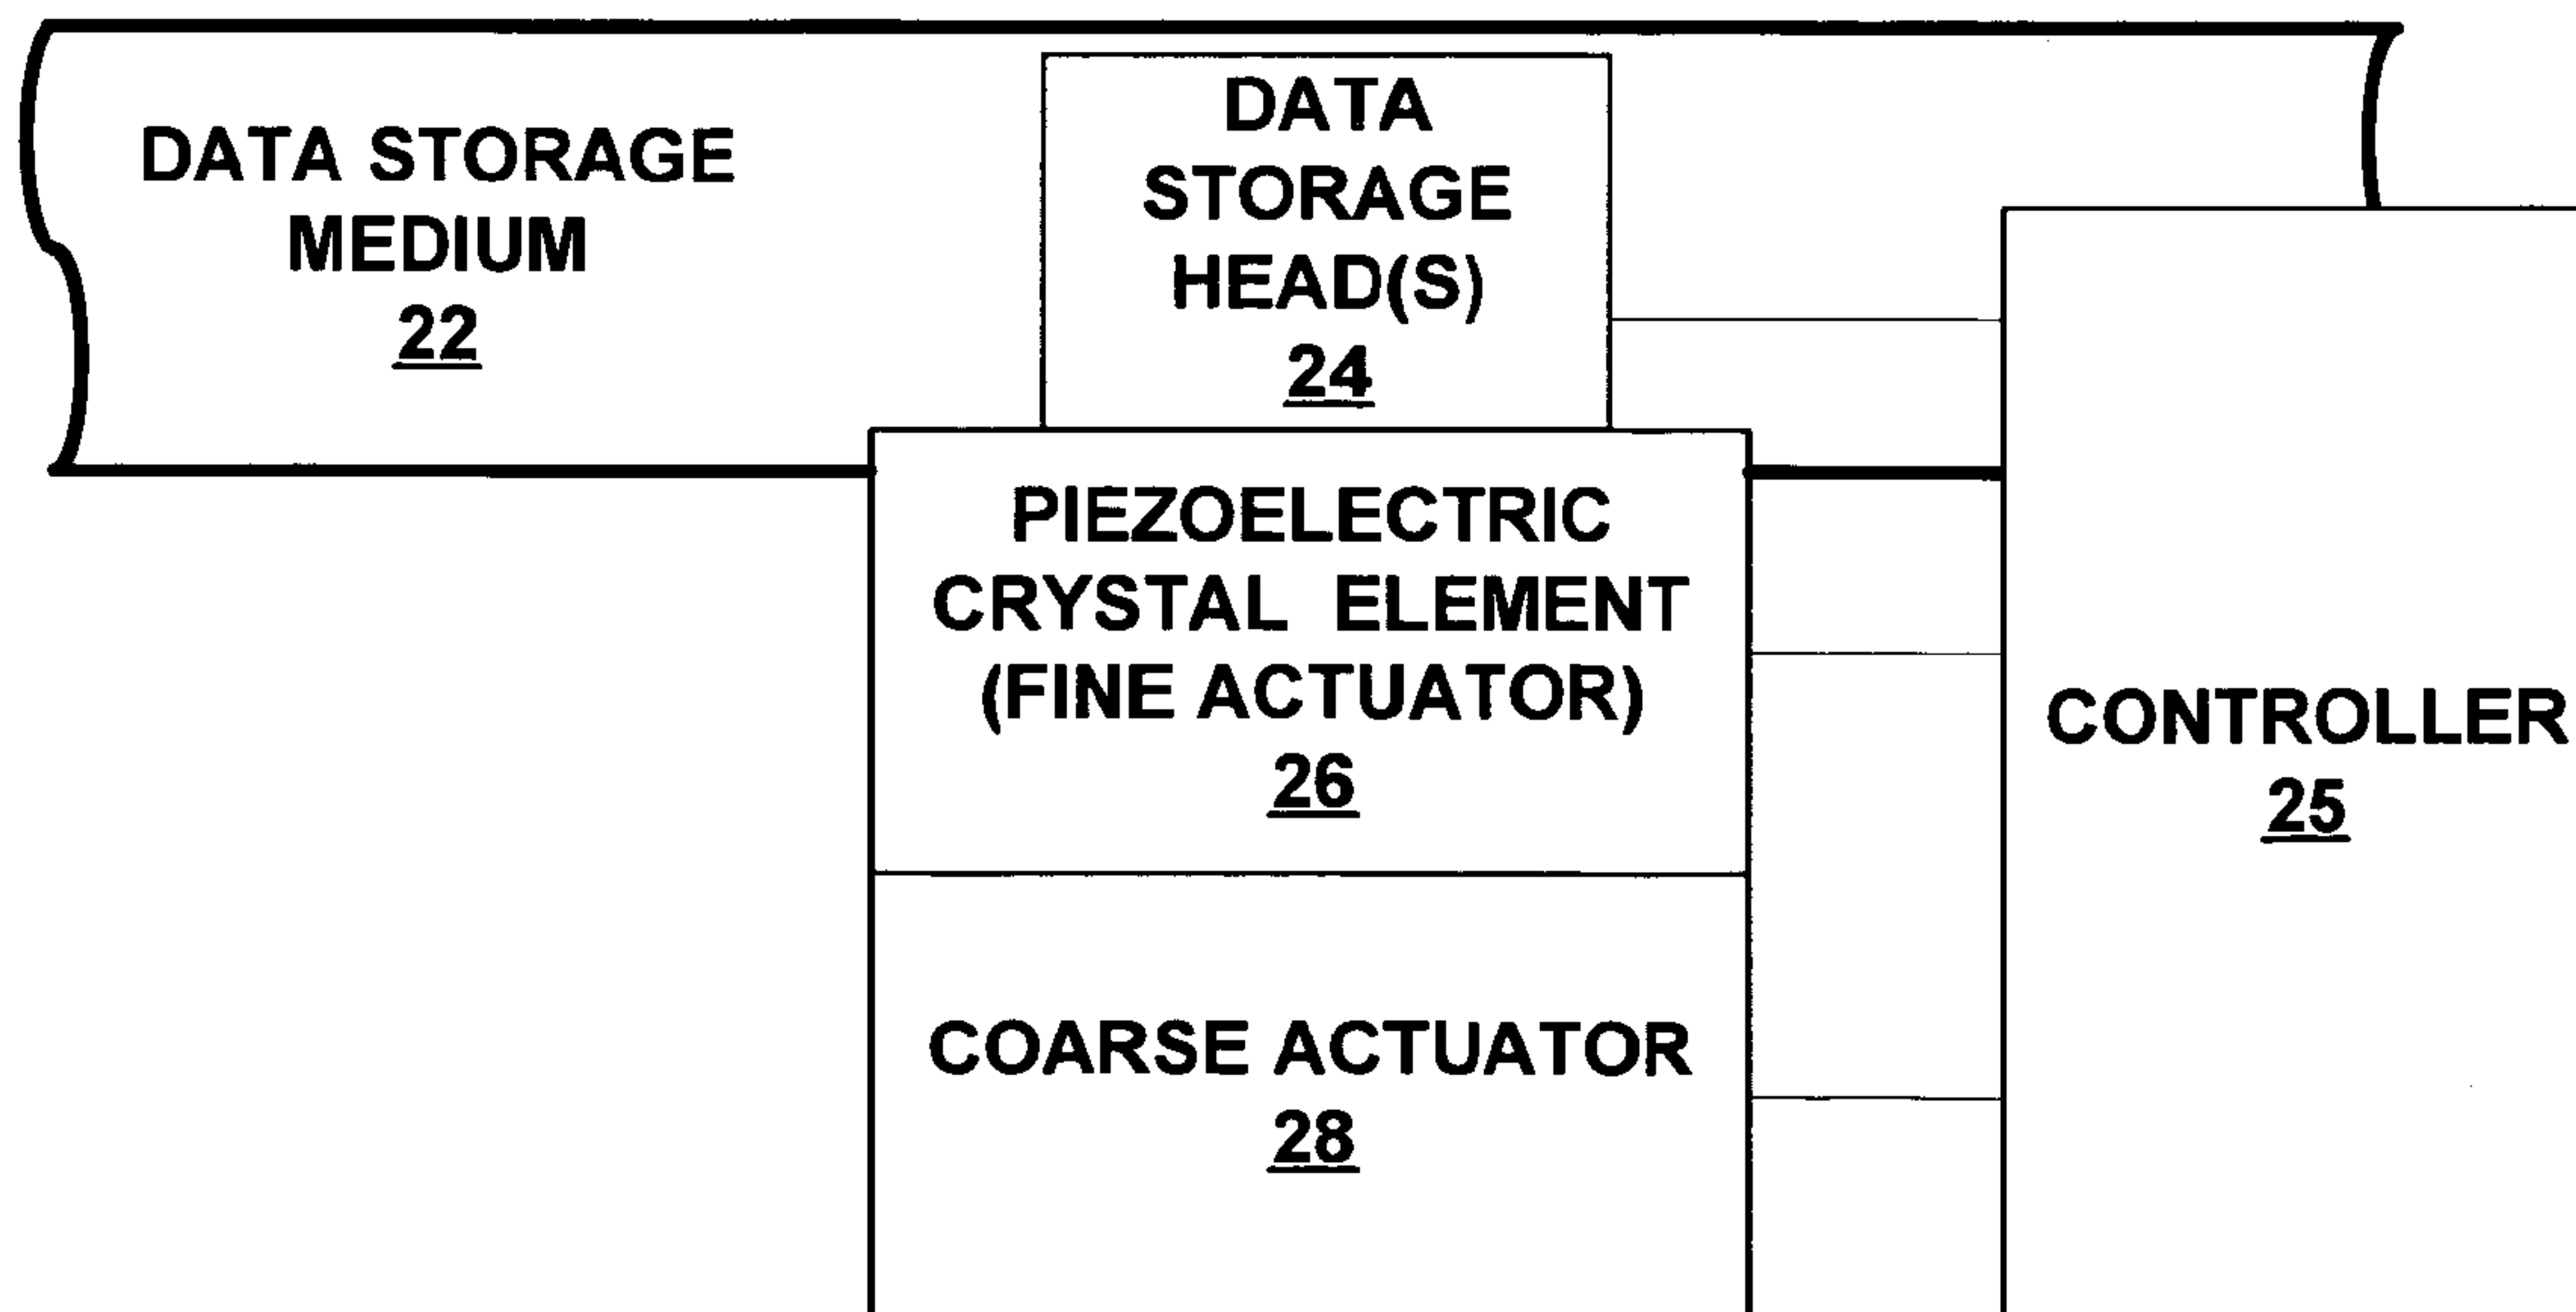 DATA STORAGE
MEDIUM
22
DATA
STORAGE
HEAD(S)
24
PIEZOELECTRIC
CRYSTAL ELEMENT
(FINE ACTUATOR)
26
CONTROLLER
25
COARSE ACTUATOR
28